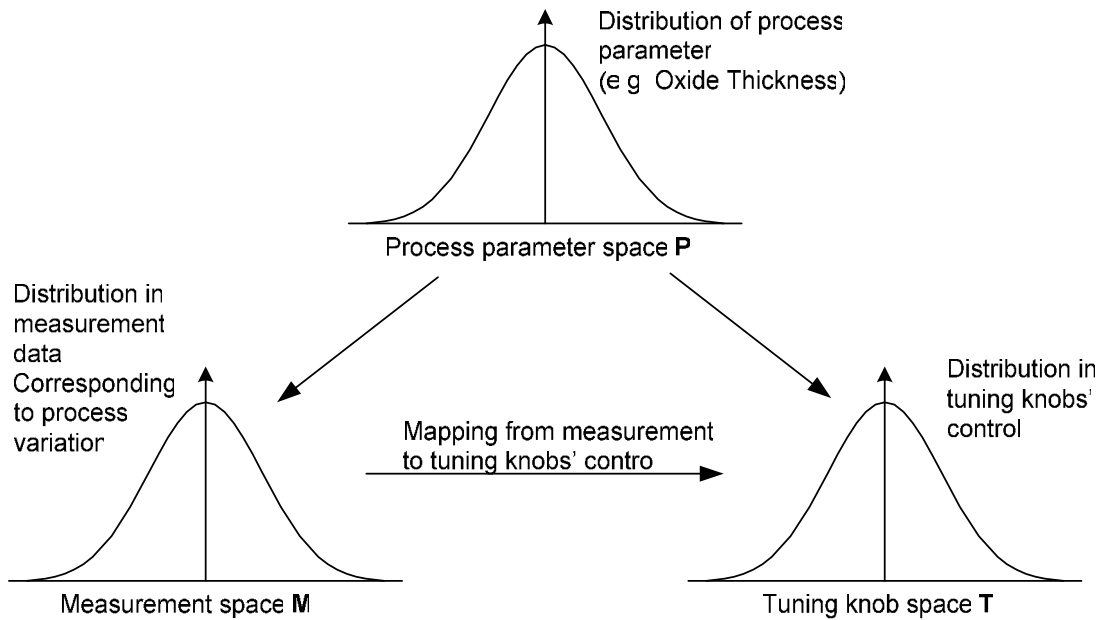 Distribution of process
parameter
(e g Oxide Thickness)
Process parameter space P
Distribution in
measurement
data
Corresponding
to process
variation
Distribution in
tuning knobs'
control
Mapping from measurement
to tuning knobs' contro
Measurement space M
Tuning knob space T